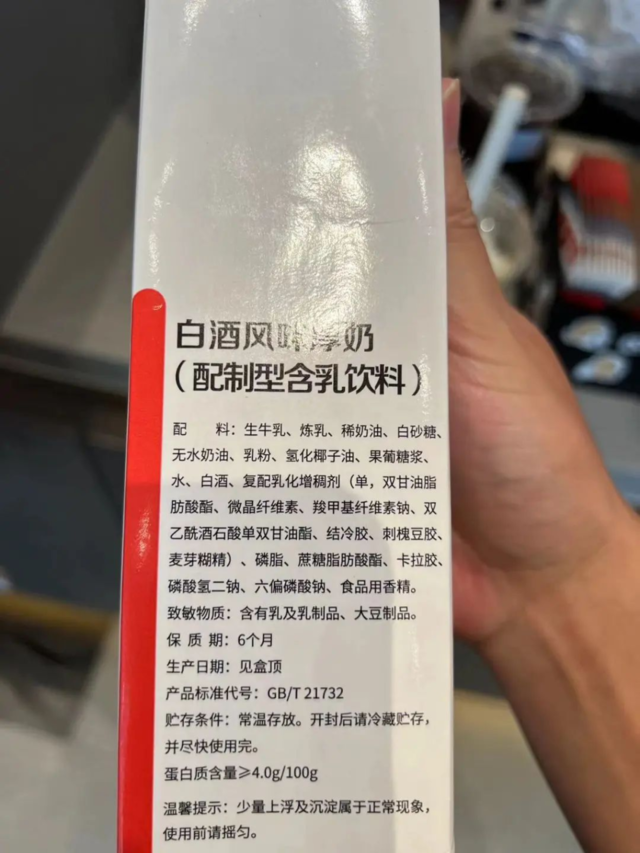 白酒风味厚奶
（配制型含乳饮料）
配　　料：生牛乳、炼乳、稀奶油、白砂糖、
无水奶油、乳粉、氢化椰子油、果葡糖浆、
水、白酒、复配乳化增稠剂（单，双甘油脂
肪酸酯、微晶纤维素、羧甲基纤维素钠、双
乙酰酒石酸单双甘油酯、结冷胶、刺槐豆胶、
麦芽糊精）、磷脂、蔗糖脂肪酸酯、卡拉胶、
磷酸氢二钠、六偏磷酸钠、食品用香精。
致敏物质：含有乳及乳制品、大豆制品。
保 质 期：6个月
生产日期：见盒顶
产品标准代号：GB/T 21732
贮存条件：常温存放。开封后请冷藏贮存，
并尽快使用完。
蛋白质含量≥4.0g/100g
温馨提示：少量上浮及沉淀属于正常现象，
使用前请摇匀。